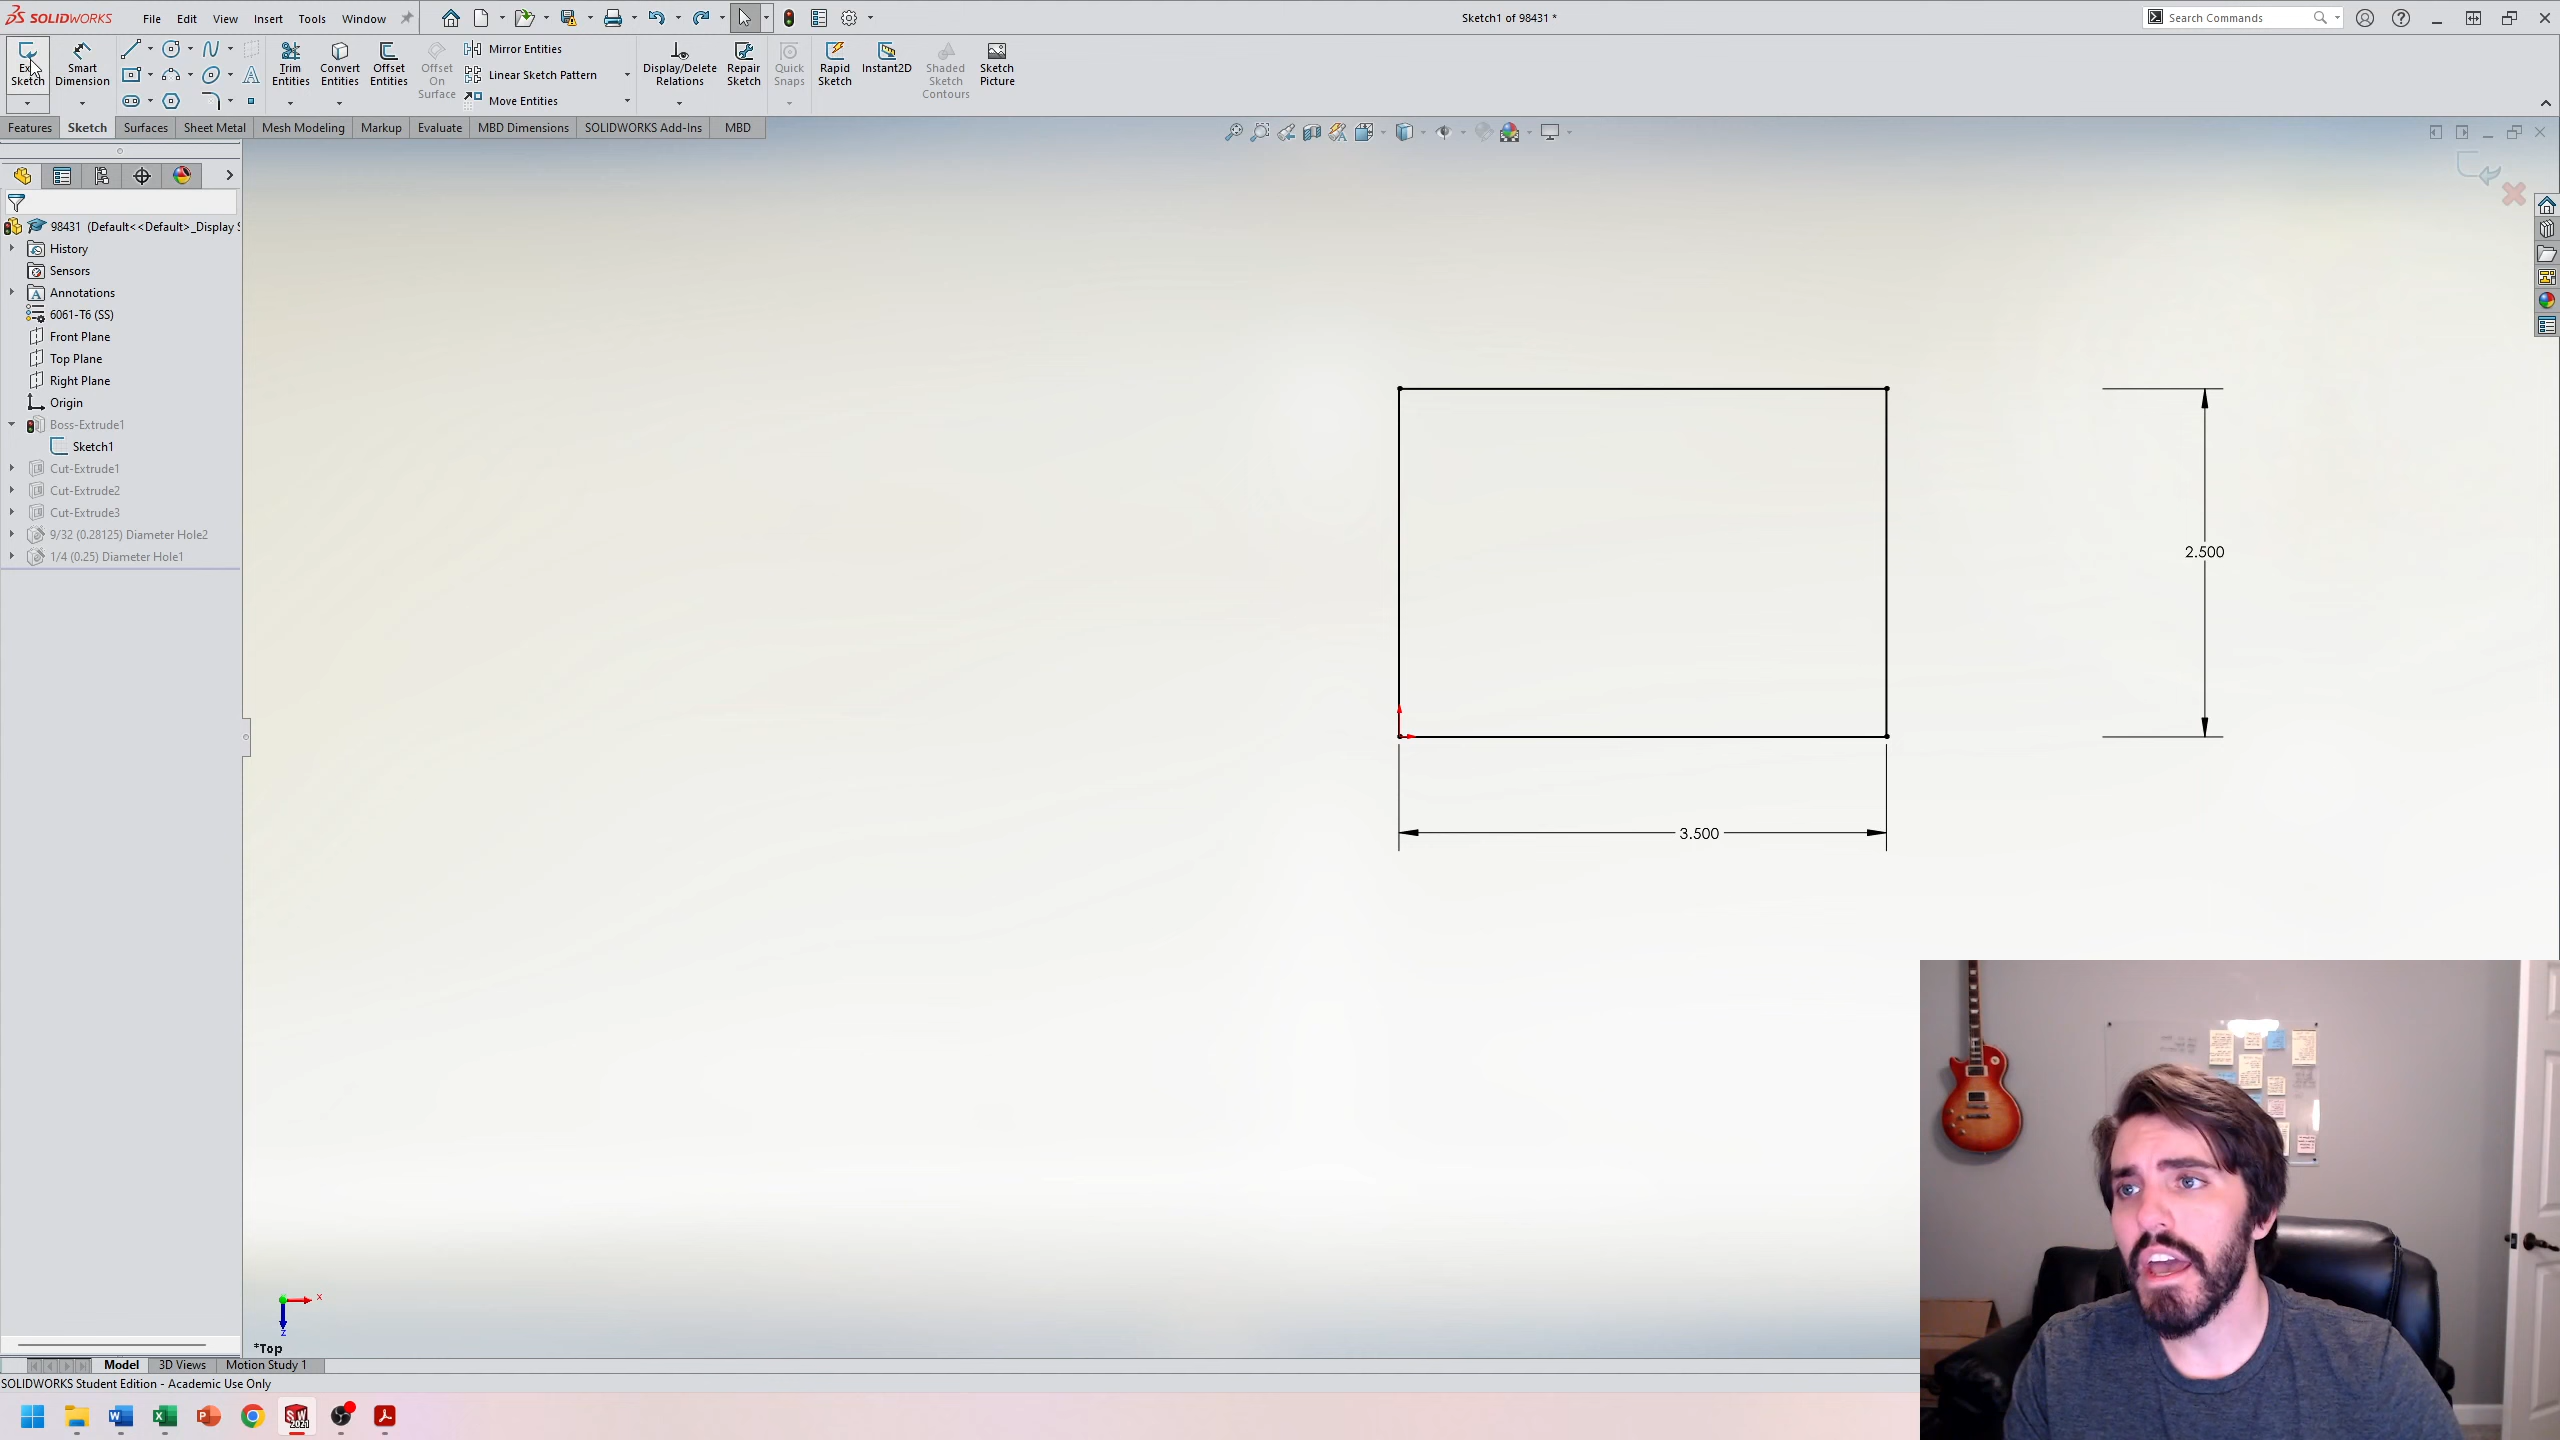 SOLIDWORKS File Edit View Insert Tools Window Sketch1 of 98431 * Search Commands
Exit Sketch
Smart Dimension
Trim Entities
Convert Entities
Offset Entities
Offset On Surface
Mirror Entities
Linear Sketch Pattern
Move Entities
Display/Delete Relations
Repair Sketch
Quick Snaps
Rapid Sketch
Instant2D
Shaded Sketch Contours
Sketch Picture
Features Sketch Surfaces Sheet Metal Mesh Modeling Markup Evaluate MBD Dimensions SOLIDWORKS Add-Ins MBD
98431 (Default<<Default>_Display S
History
Sensors
Annotations
6061-T6 (SS)
Front Plane
Top Plane
Right Plane
Origin
Boss-Extrude1
Sketch1
Cut-Extrude1
Cut-Extrude2
Cut-Extrude3
9/32 (0.28125) Diameter Hole2
1/4 (0.25) Diameter Hole1
2.500
3.500
x
z
*Top
Model 3D Views Motion Study 1
SOLIDWORKS Student Edition - Academic Use Only